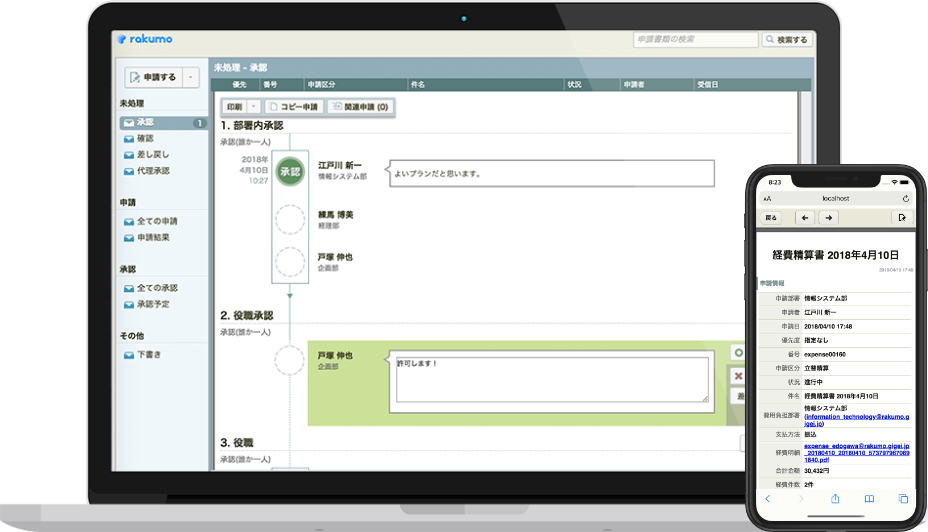 rakumo
申請書類の検索
検索する
申請する
未処理
承認 1
確認
差し戻し
代理承認
申請
全ての申請
申請結果
承認
全ての承認
承認予定
その他
下書き
未処理 - 承認
優先 番号 申請区分 件名 状況 申請者 受信日
印刷 コピー申請 関連申請 (0)
1. 部署内承認
承認(誰か一人)
2018年
4月10日
10:27
承認
江戸川 新一
情報システム部
よいプランだと思います。
練馬 博美
経理部
戸塚 伸也
企画部
2. 役職承認
承認(誰か一人)
戸塚 伸也
企画部
許可します！
差
3. 役職
承認(誰か一人)
8:23
AA localhost
戻る
経費精算書 2018年4月10日
2018/04/10 17:48
申請情報
申請部署 情報システム部
申請者 江戸川 新一
申請日 2018/04/10 17:48
優先度 指定なし
番号 expense00160
申請区分 立替精算
状況 進行中
件名 経費精算書 2018年4月10日
費用負担部署 情報システム部
(information_technology@rakumo.g
igei.jp)
支払方法 振込
経費明細 expense_edogawa@rakumo.gigei.jp
_20180410_20180410_573797967089
1840.pdf
合計金額 30,432円
経費件数 2件